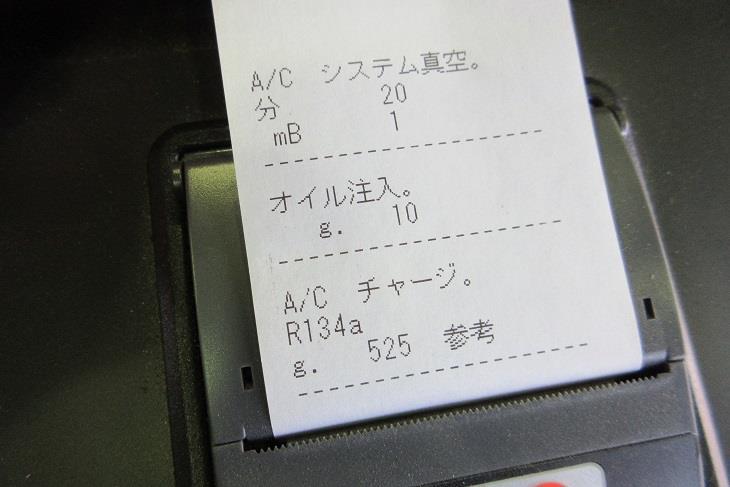 A/C システム真空。
分 20
mB 1
オイル注入。
g. 10
A/C チャージ。
R134a
g. 525 参考